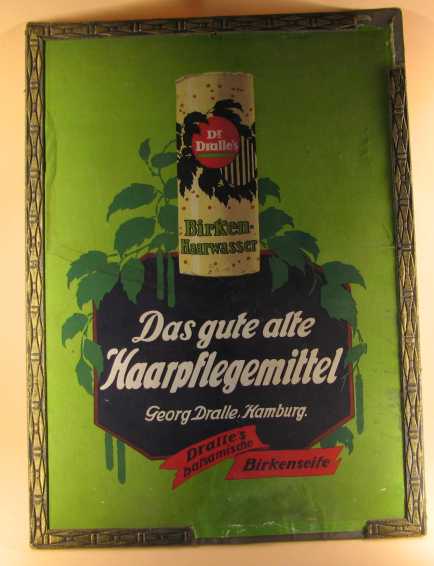 Dr
Dralle's
Birken-
Haarwasser
Das gute alte
Haarpflegemittel
Georg Dralle, Hamburg.
Dralle's
balsamische
Birkenseife